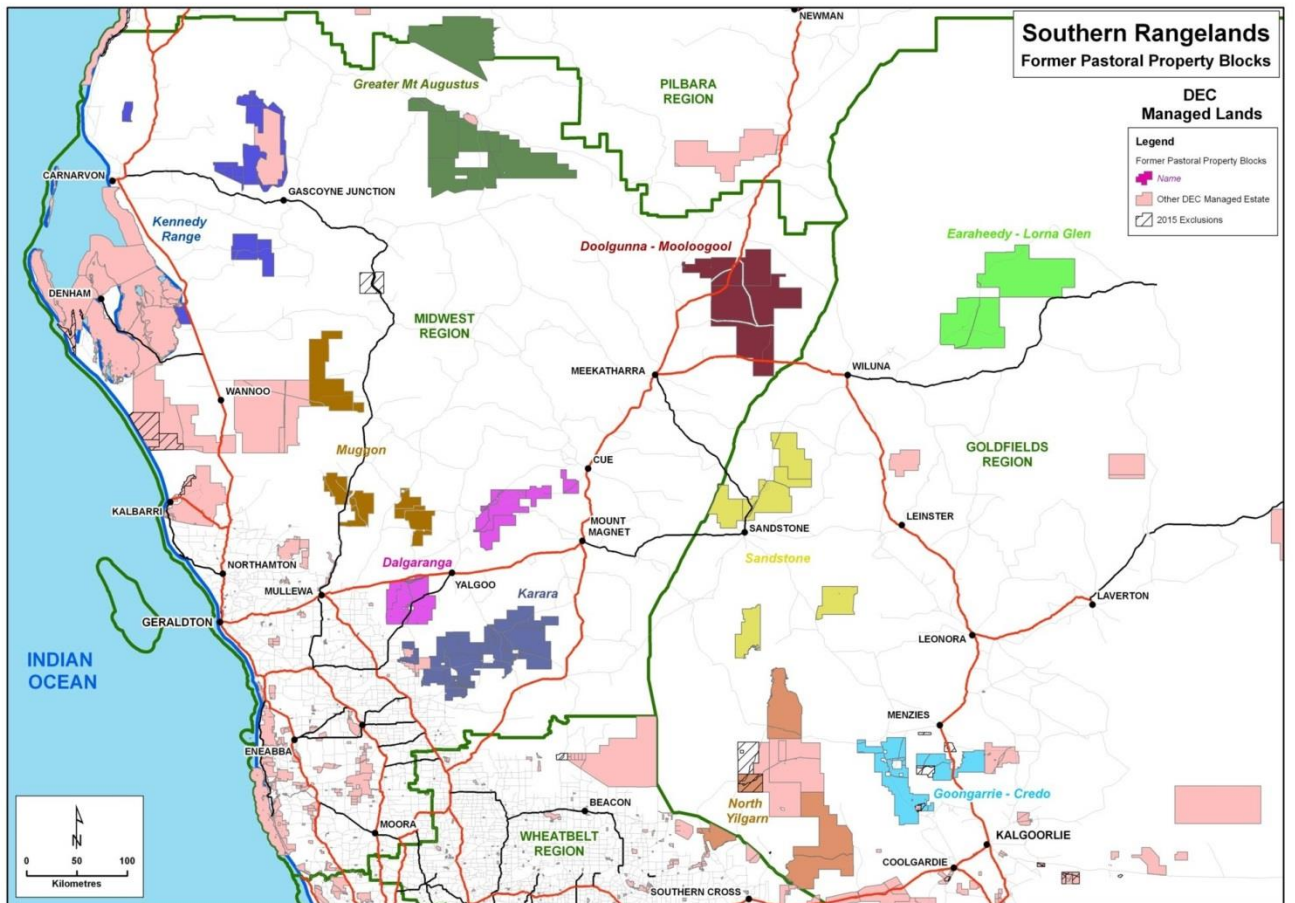 NEWMAN
Southern Rangelands
Former Pastoral Property Blocks
DEC
Managed Lands
Legend
Former Pastoral Property Blocks
Name
Other DEC Managed Estate
2015 Exclusions
Greater Mt Augustus
PILBARA
REGION
CARNARVON
GASCOYNE JUNCTION
Kennedy
Range
Doolgunna - Mooloogool
Earaheedy - Lorna Glen
DENHAM
MIDWEST
REGION
MEEKATHARRA
WILUNA
WANNOO
Muggon
GOLDFIELDS
REGION
CUE
KALBARRI
MOUNT
MAGNET
SANDSTONE
LEINSTER
Sandstone
NORTHAMTON
Dalgaranga
YALGOO
MULLEWA
Karara
LAVERTON
GERALDTON
LEONORA
INDIAN
OCEAN
MENZIES
ENEABBA
Goongarrie - Credo
North
Yilgarn
BEACON
MOORA
WHEATBELT
REGION
KALGOORLIE
COOLGARDIE
SOUTHERN CROSS
N
0 50 100
Kilometres